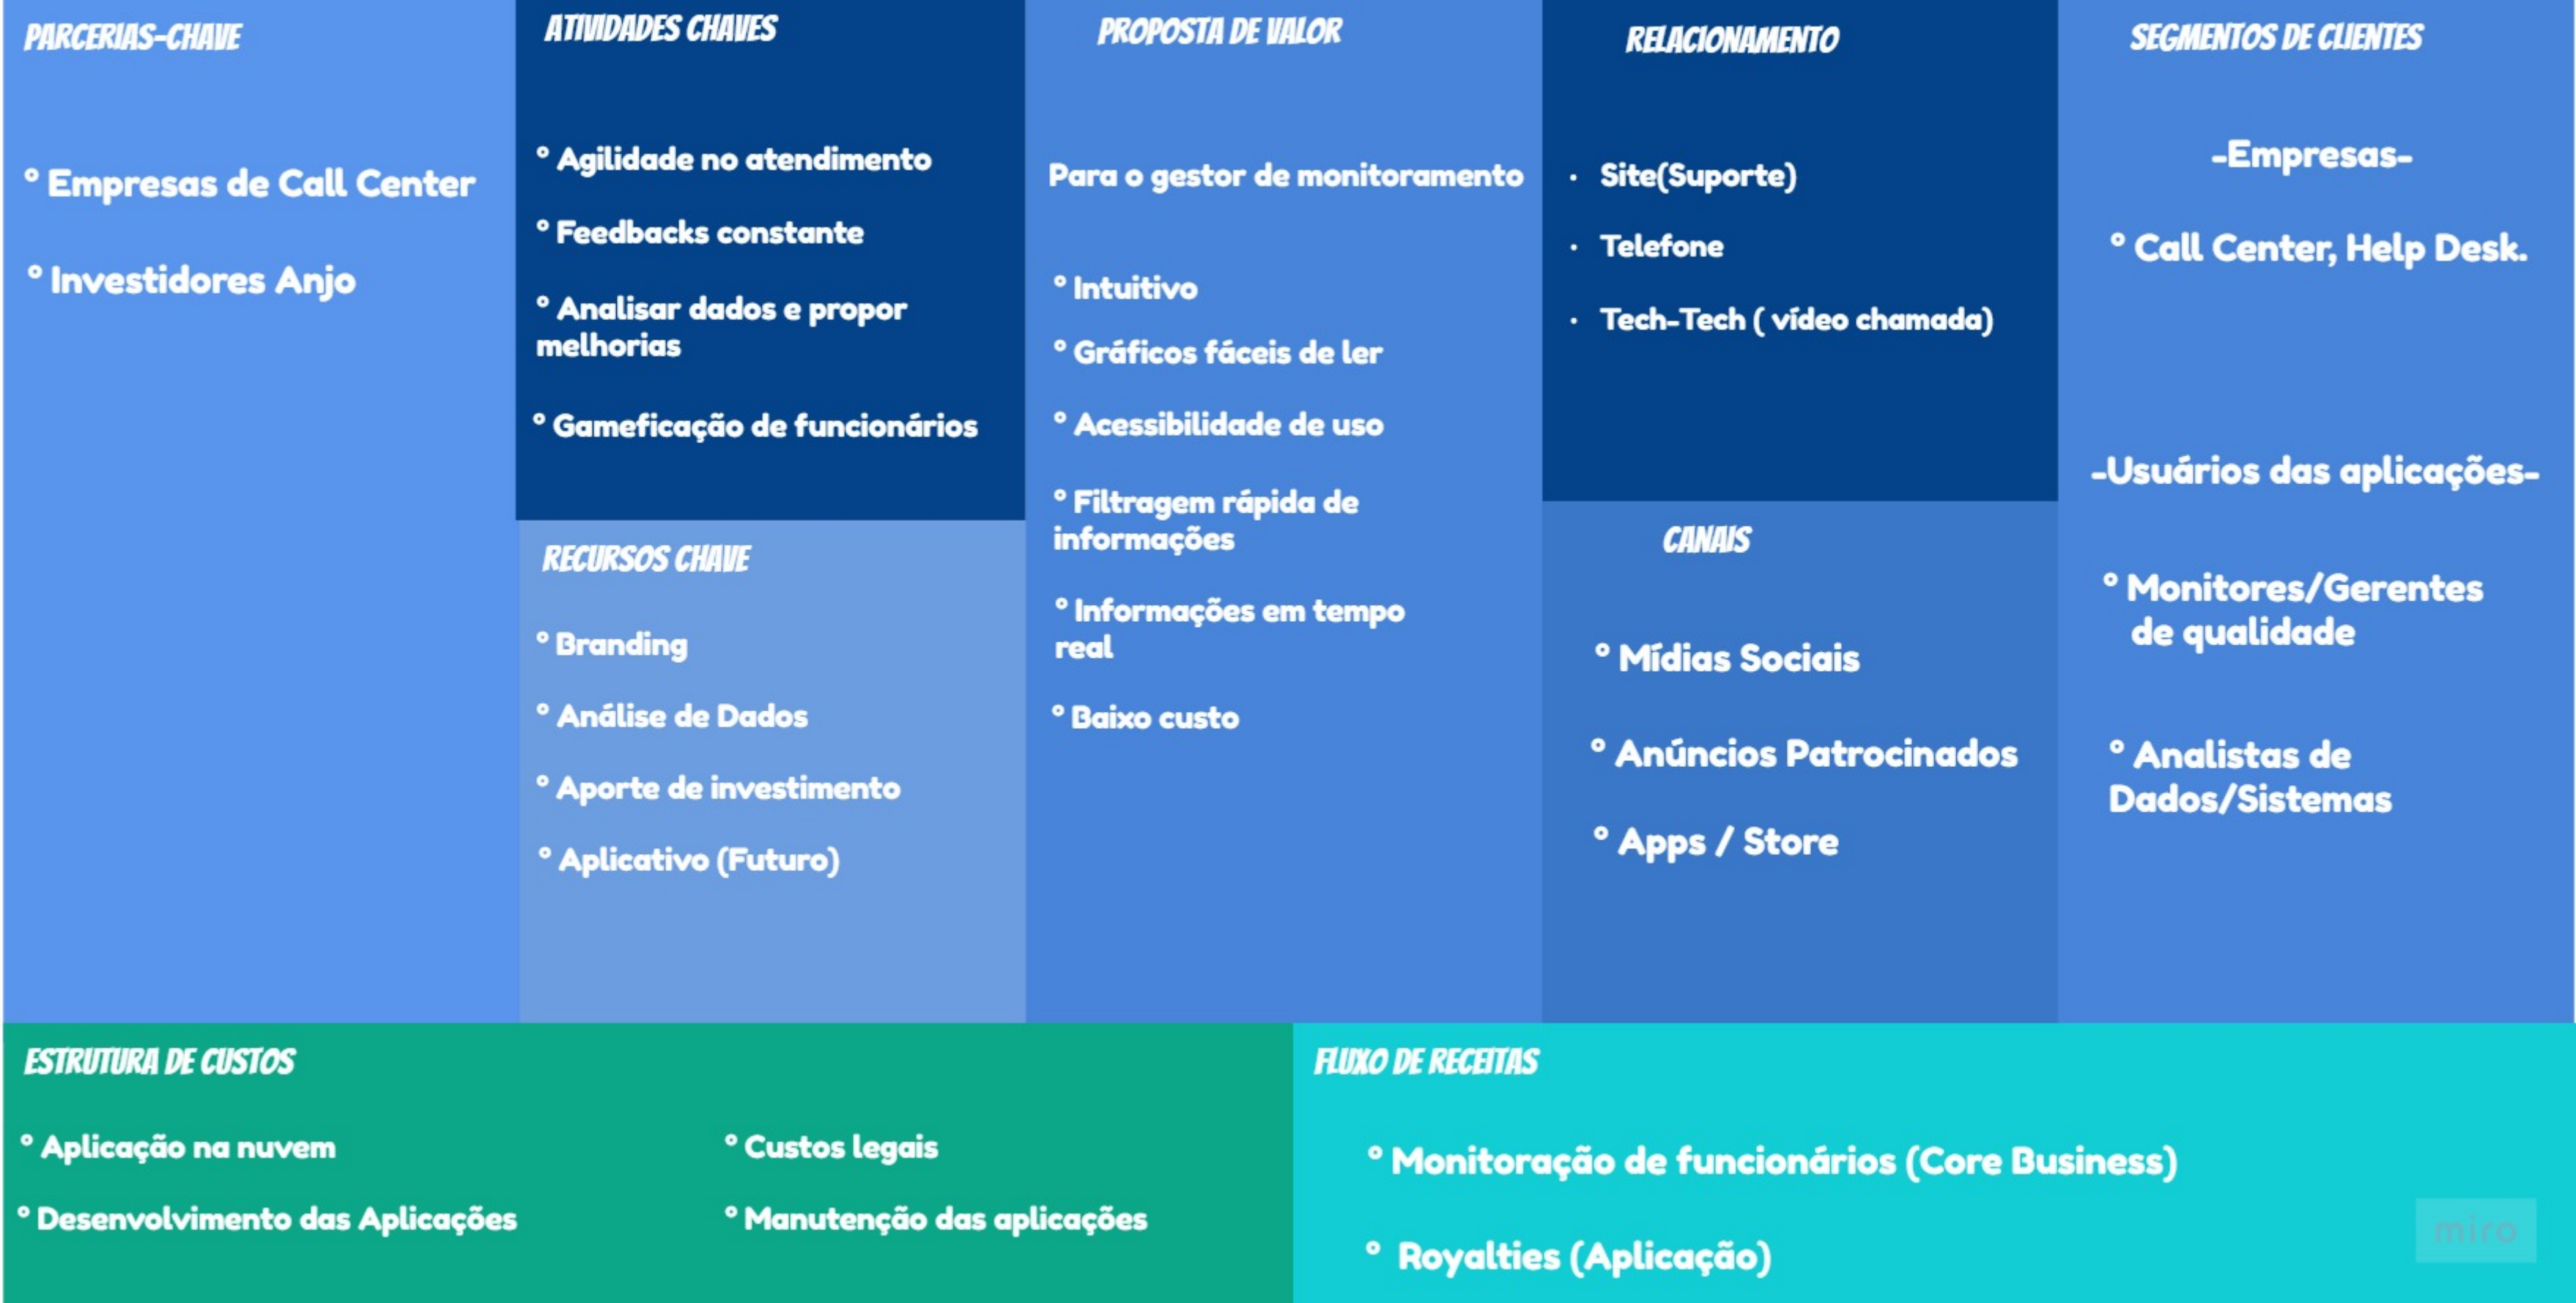 PARCERIAS-CHAVE
° Empresas de Call Center
° Investidores Anjo
ATIVIDADES CHAVES
° Agilidade no atendimento
° Feedbacks constante
° Analisar dados e propor
melhorias
° Gameficação de funcionários
RECURSOS CHAVE
° Branding
° Análise de Dados
° Aporte de investimento
° Aplicativo (Futuro)
PROPOSTA DE VALOR
Para o gestor de monitoramento
° Intuitivo
° Gráficos fáceis de ler
° Acessibilidade de uso
° Filtragem rápida de
informações
° Informações em tempo
real
° Baixo custo
RELACIONAMENTO
· Site(Suporte)
· Telefone
· Tech-Tech ( vídeo chamada)
CANAIS
° Mídias Sociais
° Anúncios Patrocinados
° Apps / Store
SEGMENTOS DE CLIENTES
-Empresas-
° Call Center, Help Desk.
-Usuários das aplicações-
° Monitores/Gerentes
de qualidade
° Analistas de
Dados/Sistemas
ESTRUTURA DE CUSTOS
° Aplicação na nuvem
° Desenvolvimento das Aplicações
° Custos legais
° Manutenção das aplicações
FLUXO DE RECEITAS
° Monitoração de funcionários (Core Business)
° Royalties (Aplicação)
miro